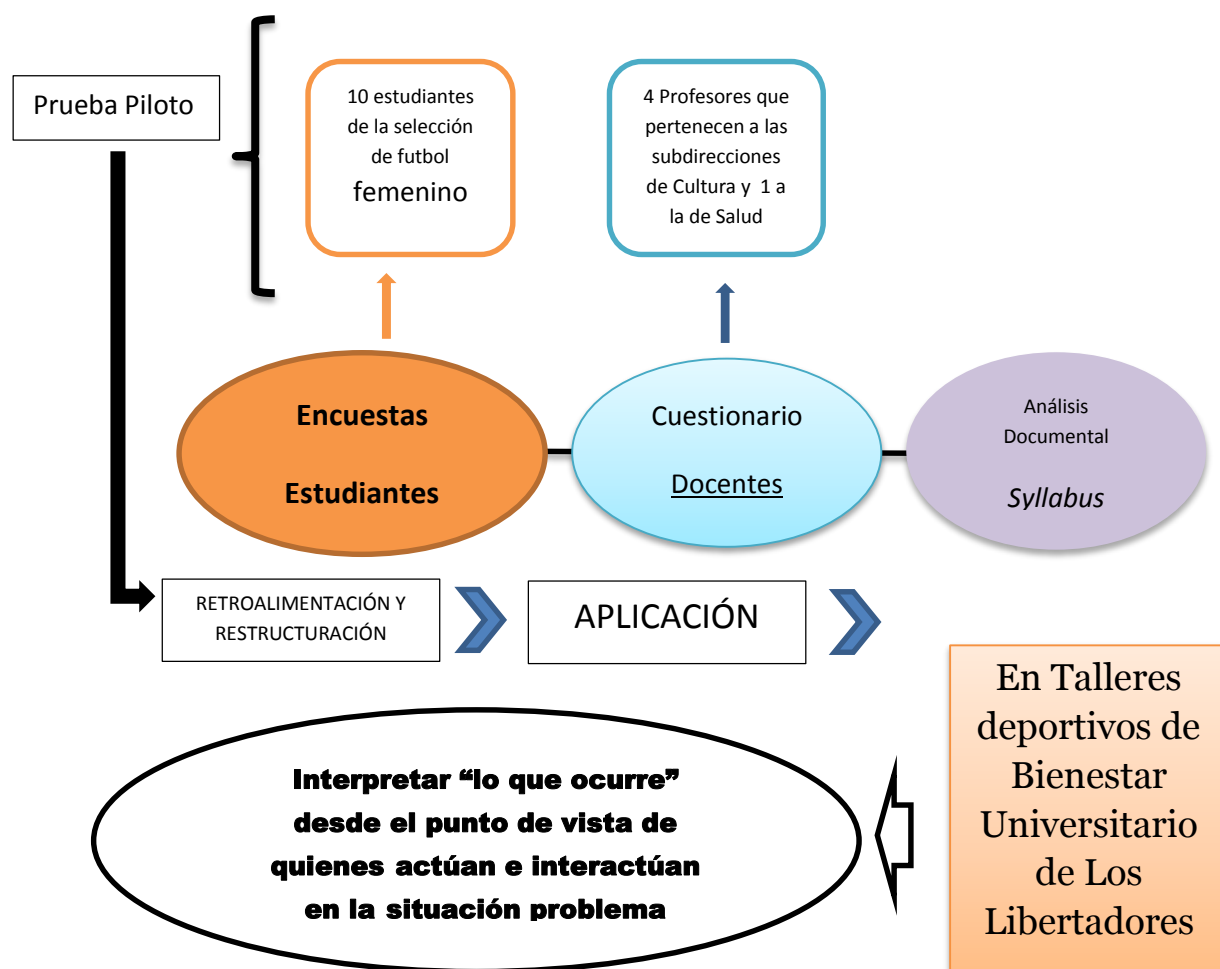 Prueba Piloto
10 estudiantes
de la selección
de futbol
femenino
4 Profesores que
pertenecen a las
subdirecciones
de Cultura y 1 a
la de Salud
Encuestas
Estudiantes
Cuestionario
Docentes
Análisis
Documental
Syllabus
RETROALIMENTACIÓN Y
RESTRUCTURACIÓN
APLICACIÓN
En Talleres
deportivos de
Bienestar
Universitario
de Los
Libertadores
Interpretar “lo que ocurre”
desde el punto de vista de
quienes actúan e interactúan
en la situación problema